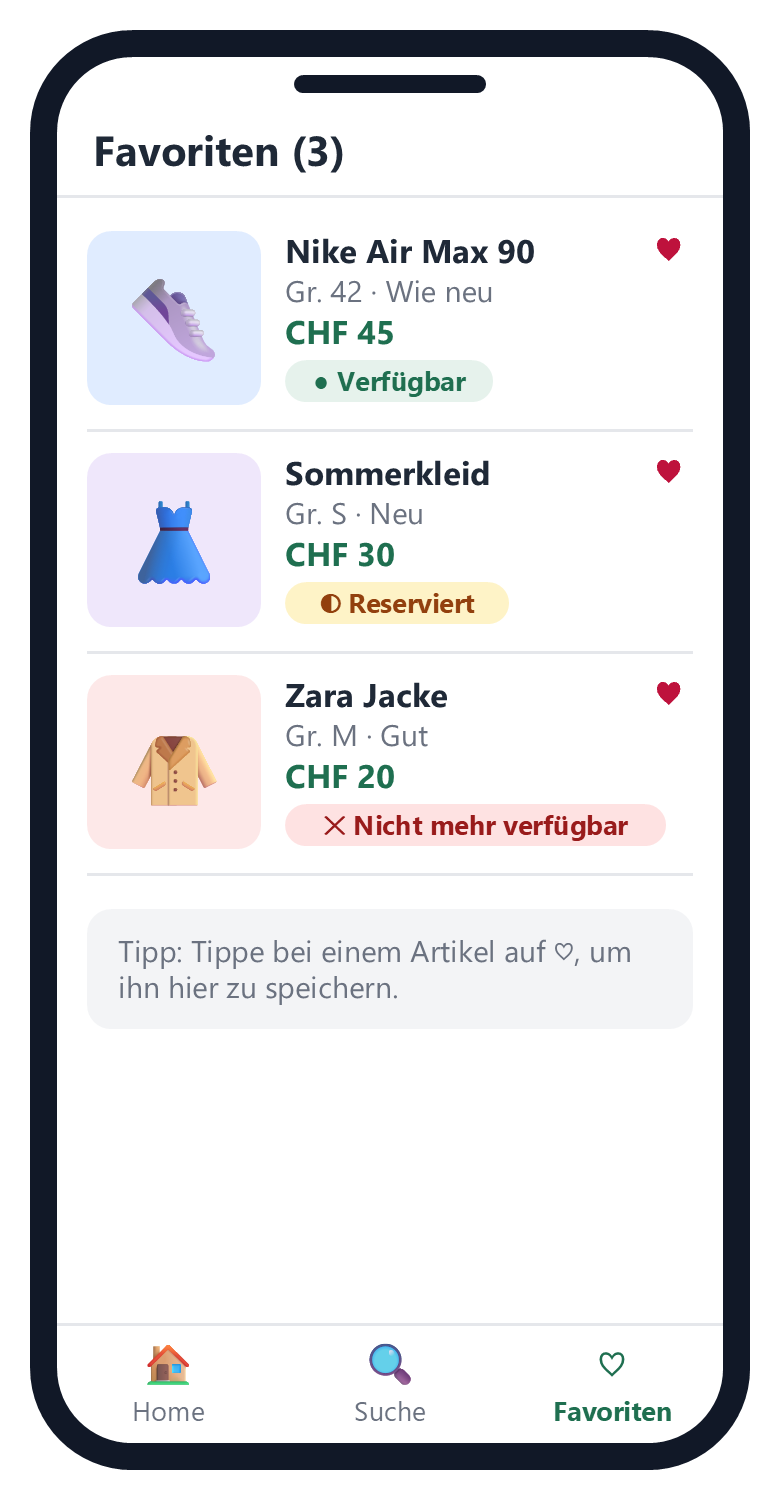 Favoriten (3)
Nike Air Max 90
Gr. 42 · Wie neu
CHF 45
● Verfügbar
Sommerkleid
Gr. S · Neu
CHF 30
◐ Reserviert
Zara Jacke
Gr. M · Gut
CHF 20
✕ Nicht mehr verfügbar
Tipp: Tippe bei einem Artikel auf ♡, um
ihn hier zu speichern.
Home
Suche
Favoriten